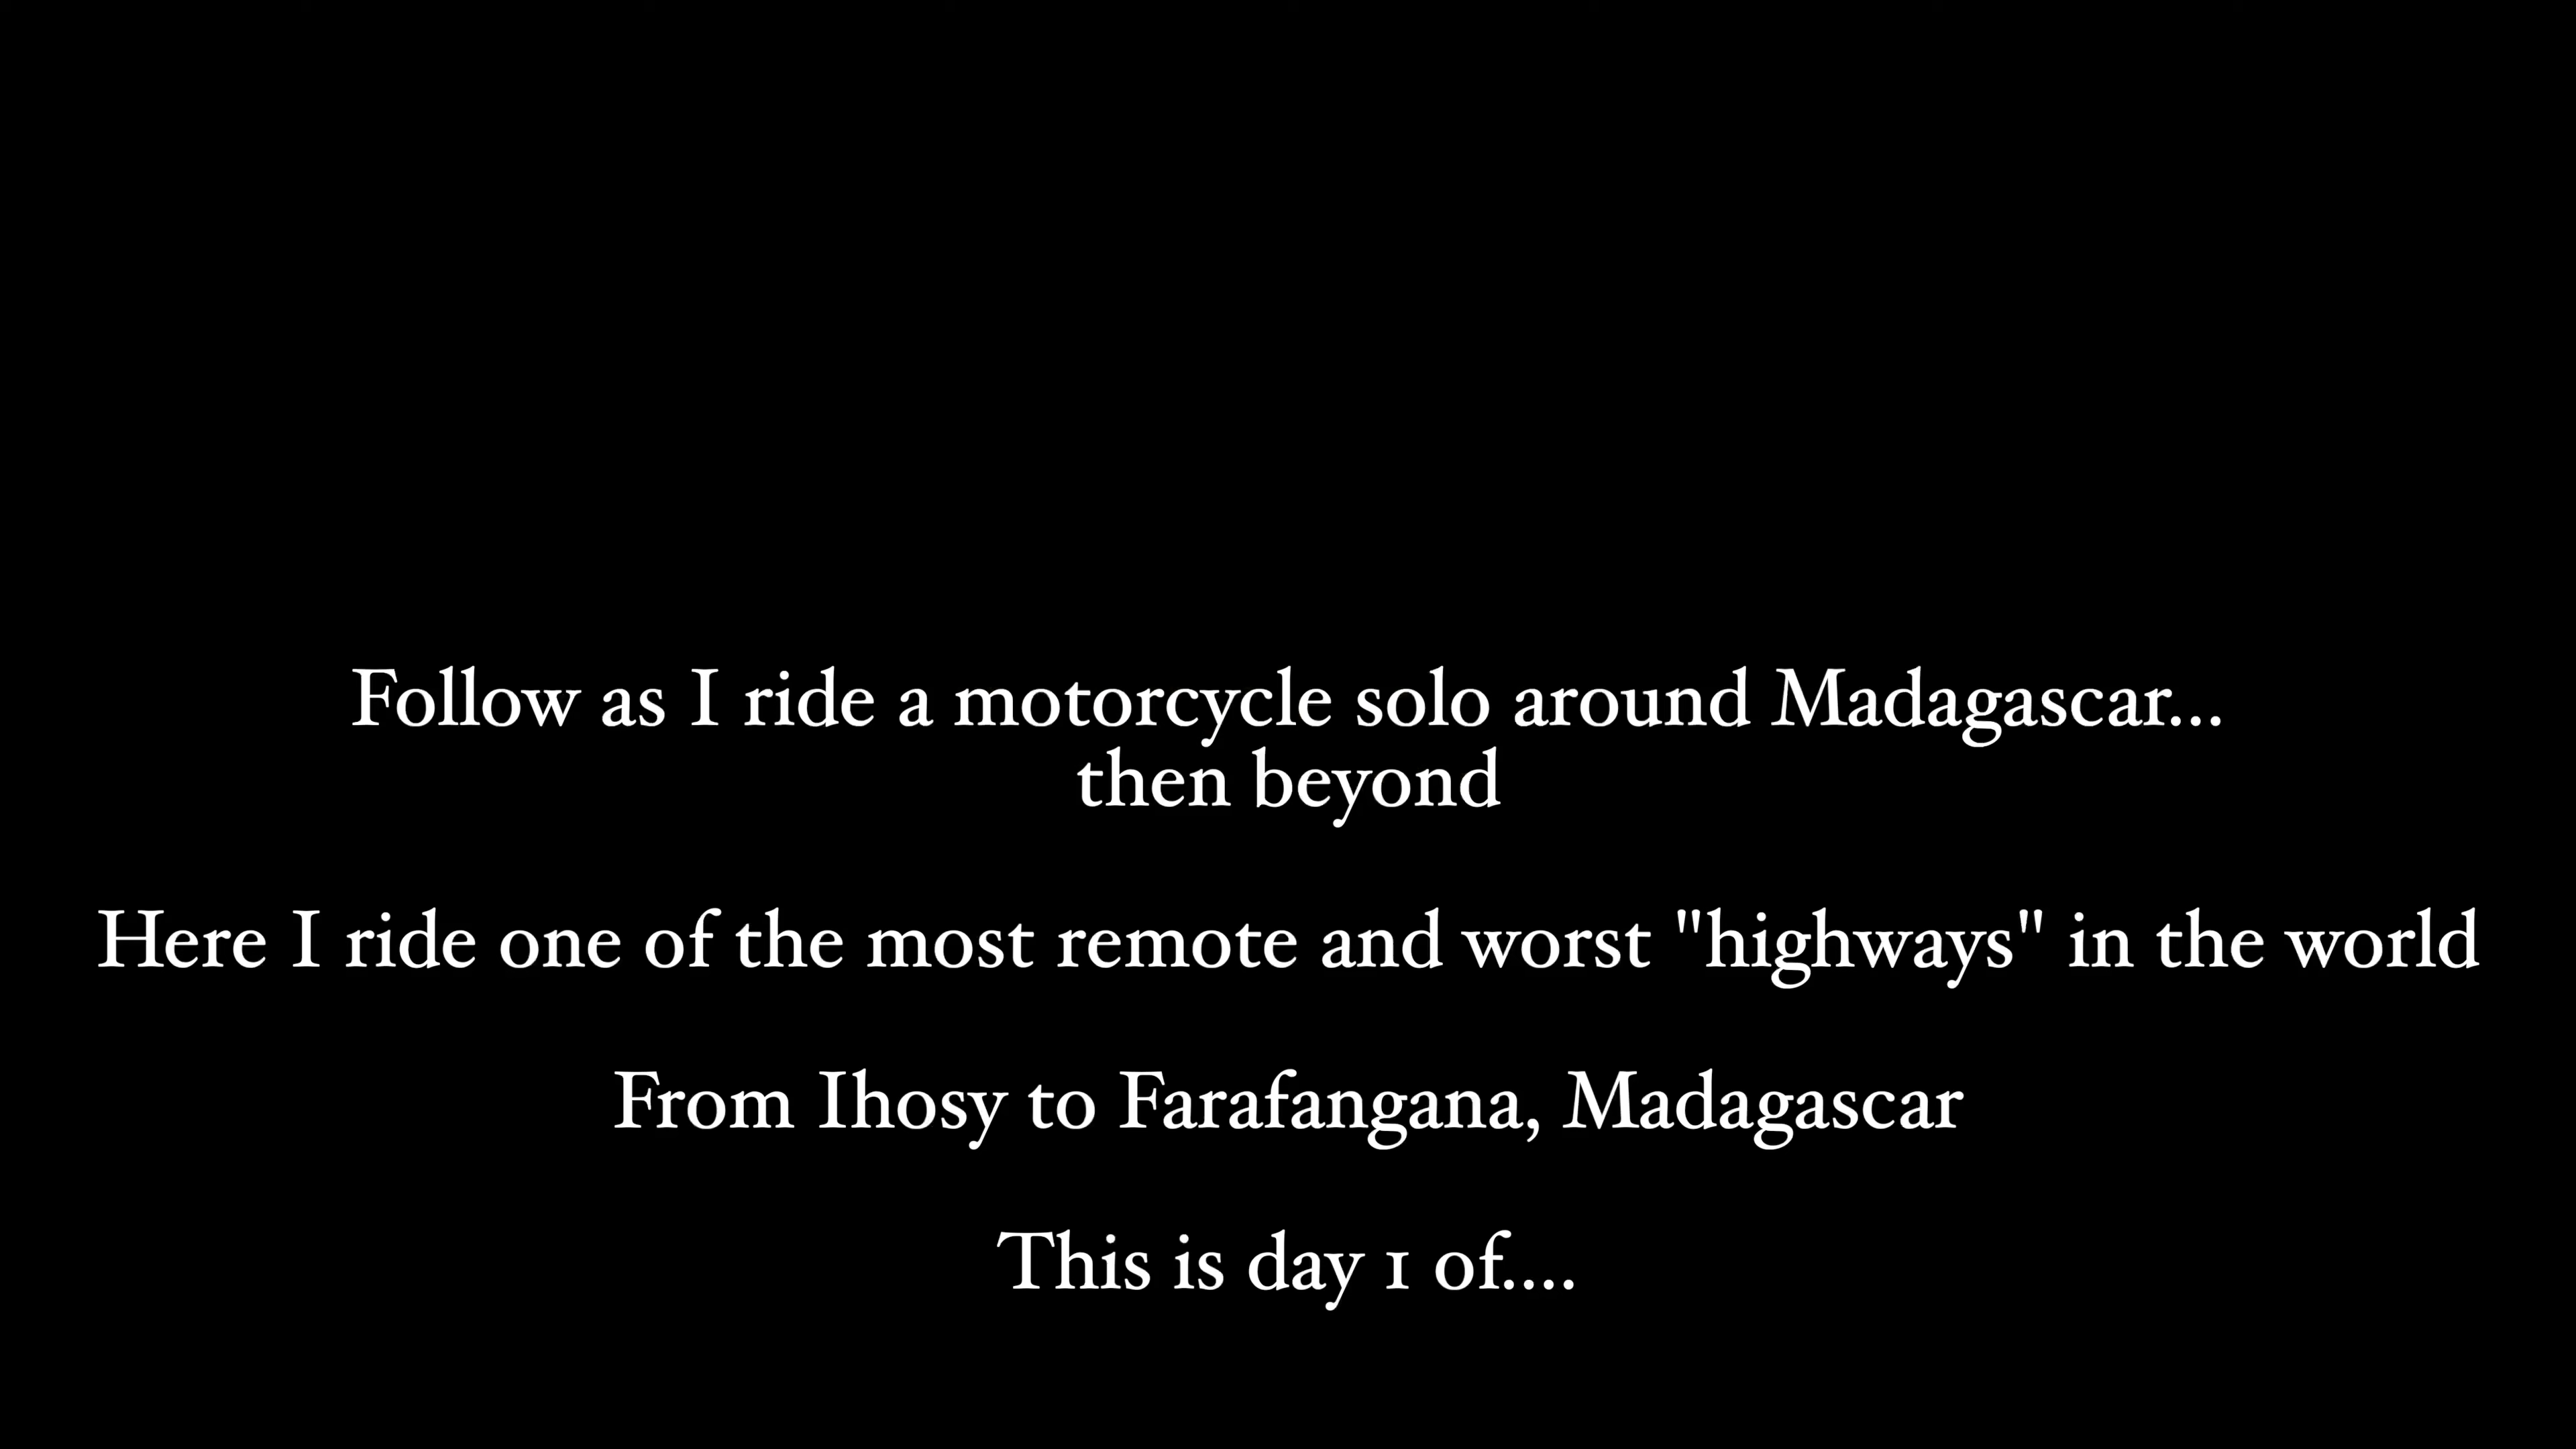 Follow as I ride a motorcycle solo around Madagascar...
then beyond
Here I ride one of the most remote and worst "highways" in the world
From Ihosy to Farafangana, Madagascar
This is day 1 of....